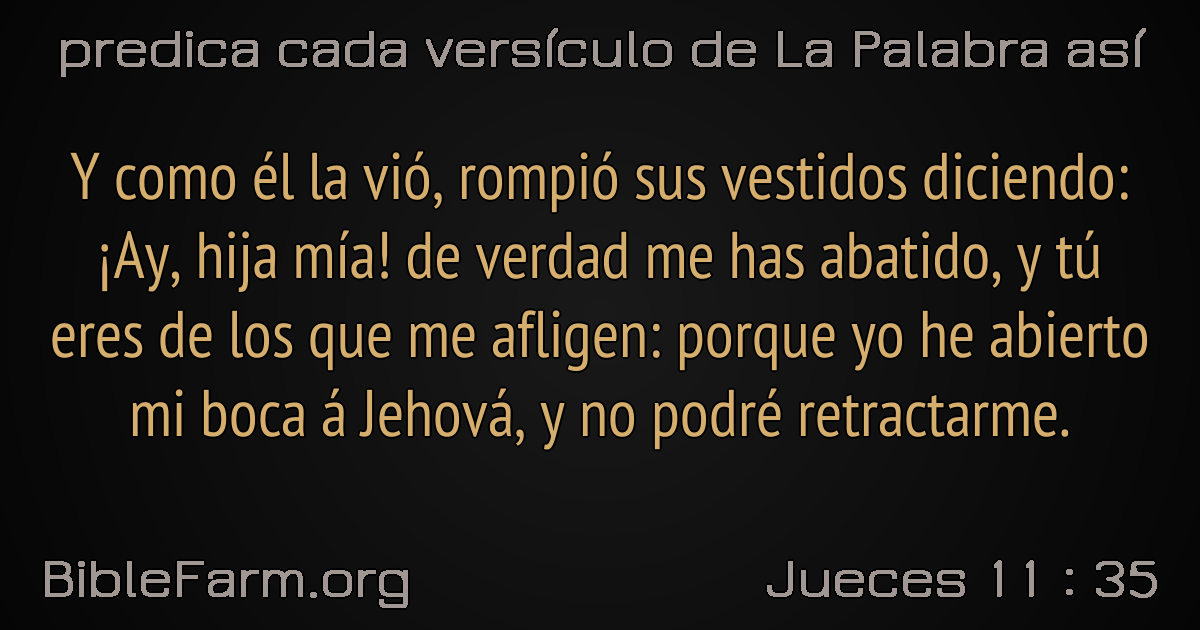 predica cada versículo de La Palabra así
Y como él la vió, rompió sus vestidos diciendo:
¡Ay, hija mía! de verdad me has abatido, y tú
eres de los que me afligen: porque yo he abierto
mi boca á Jehová, y no podré retractarme.
BibleFarm.org
Jueces 11 : 35